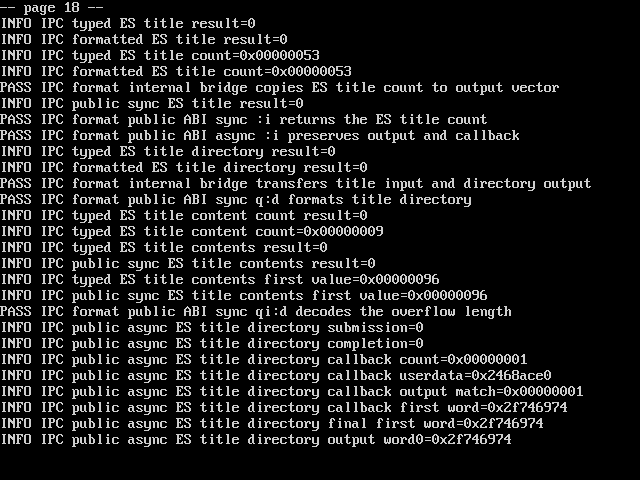 -- page 18 --
INFO IPC typed ES title result=0
INFO IPC formatted ES title result=0
INFO IPC typed ES title count=0x00000053
INFO IPC formatted ES title count=0x00000053
PASS IPC format internal bridge copies ES title count to output vector
INFO IPC public sync ES title result=0
PASS IPC format public ABI sync :i returns the ES title count
PASS IPC format public ABI async :i preserves output and callback
INFO IPC typed ES title directory result=0
INFO IPC formatted ES title directory result=0
PASS IPC format internal bridge transfers title input and directory output
PASS IPC format public ABI sync q:d formats title directory
INFO IPC typed ES title content count result=0
INFO IPC typed ES title content count=0x00000009
INFO IPC typed ES title contents result=0
INFO IPC public sync ES title contents result=0
INFO IPC typed ES title contents first value=0x00000096
INFO IPC public sync ES title contents first value=0x00000096
PASS IPC format public ABI sync qi:d decodes the overflow length
INFO IPC public async ES title directory submission=0
INFO IPC public async ES title directory completion=0
INFO IPC public async ES title directory callback count=0x00000001
INFO IPC public async ES title directory callback userdata=0x2468ace0
INFO IPC public async ES title directory callback output match=0x00000001
INFO IPC public async ES title directory callback first word=0x2f746974
INFO IPC public async ES title directory final first word=0x2f746974
INFO IPC public async ES title directory output word0=0x2f746974